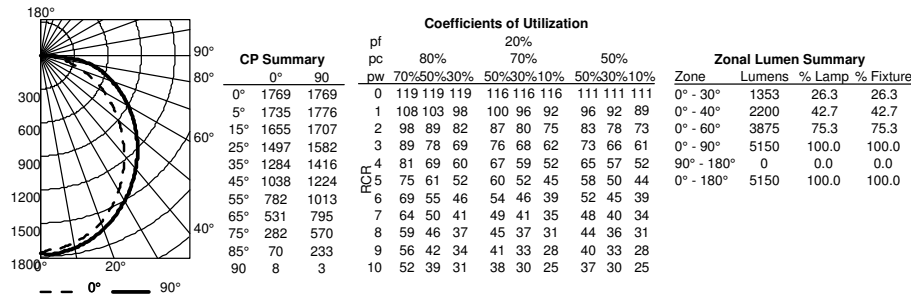 180°
90°
80°
60°
40°
300
600
900
1200
1500
1800
0°
20°
0° 90°
CP Summary
0° 90
0° 1769 1769
5° 1735 1776
15° 1655 1707
25° 1497 1582
35° 1284 1416
45° 1038 1224
55° 782 1013
65° 531 795
75° 282 570
85° 70 233
90 8 3
Coefficients of Utilization
pf 20%
pc 80% 70% 50%
pw 70%50%30% 50%30%10% 50%30%10%
RCR
0 119 119 119 116 116 116 111 111 111
1 108 103 98 100 96 92 96 92 89
2 98 89 82 87 80 75 83 78 73
3 89 78 69 76 68 62 73 66 61
4 81 69 60 67 59 52 65 57 52
5 75 61 52 60 52 45 58 50 44
6 69 55 46 54 46 39 52 45 39
7 64 50 41 49 41 35 48 40 34
8 59 46 37 45 37 31 44 36 31
9 56 42 34 41 33 28 40 33 28
10 52 39 31 38 30 25 37 30 25
Zonal Lumen Summary
Zone Lumens % Lamp % Fixture
0° - 30° 1353 26.3 26.3
0° - 40° 2200 42.7 42.7
0° - 60° 3875 75.3 75.3
0° - 90° 5150 100.0 100.0
90° - 180° 0 0.0 0.0
0° - 180° 5150 100.0 100.0